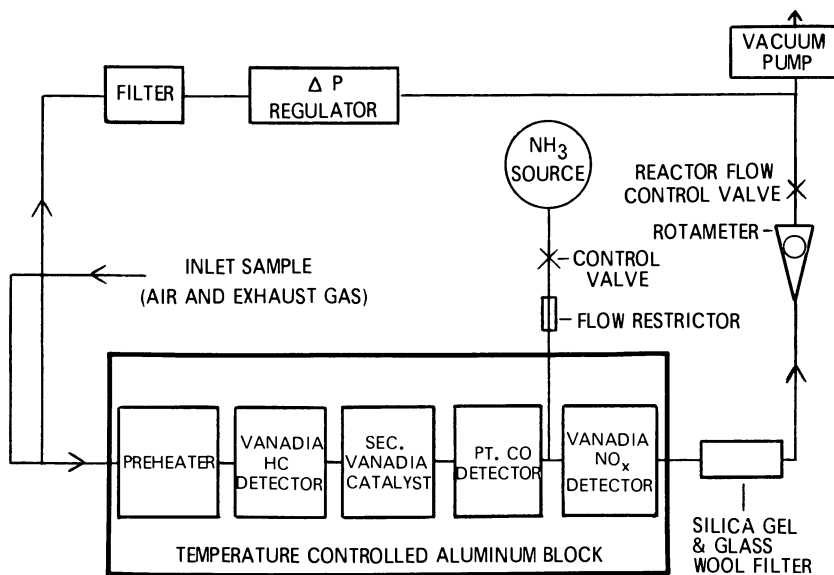 VACUUM
PUMP
FILTER
Δ P
REGULATOR
NH3
SOURCE
REACTOR FLOW
CONTROL VALVE
ROTAMETER
INLET SAMPLE
(AIR AND EXHAUST GAS)
CONTROL
VALVE
FLOW RESTRICTOR
PREHEATER
VANADIA
HC
DETECTOR
SEC.
VANADIA
CATALYST
PT. CO
DETECTOR
VANADIA
NOx
DETECTOR
SILICA GEL
& GLASS
WOOL FILTER
TEMPERATURE CONTROLLED ALUMINUM BLOCK